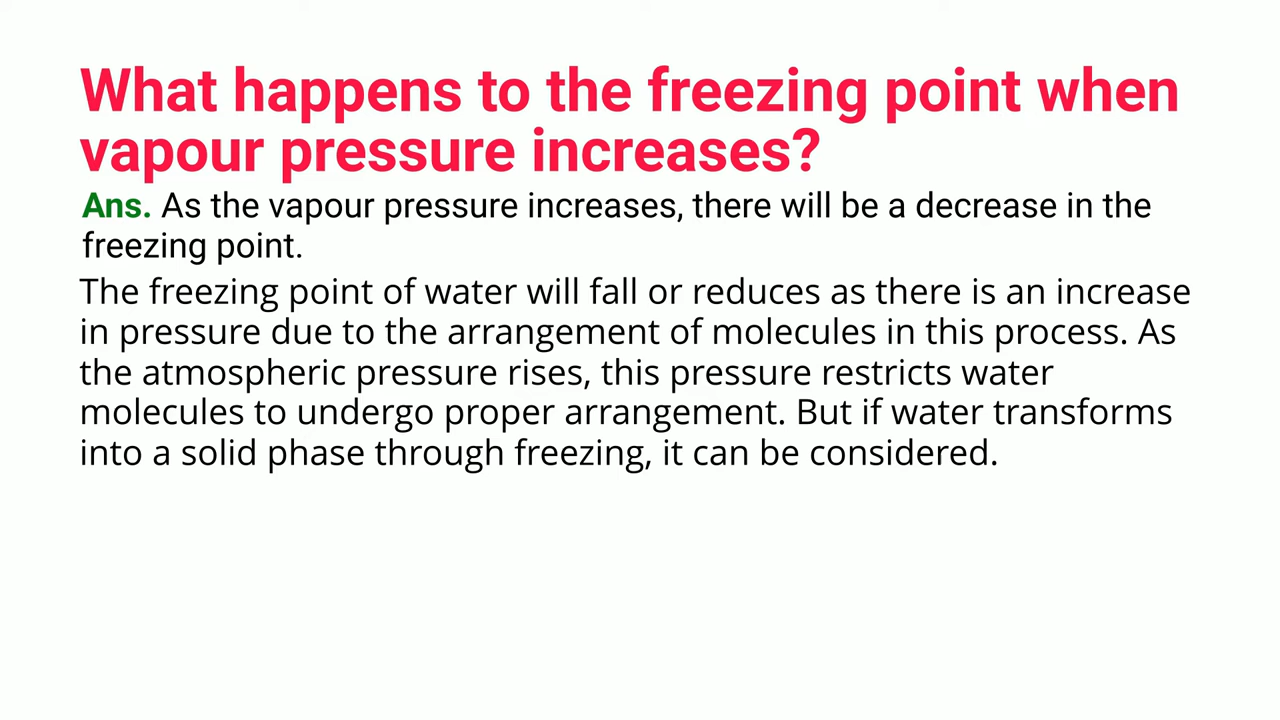 What happens to the freezing point when
vapour pressure increases?
Ans. As the vapour pressure increases, there will be a decrease in the
freezing point.
The freezing point of water will fall or reduces as there is an increase
in pressure due to the arrangement of molecules in this process. As
the atmospheric pressure rises, this pressure restricts water
molecules to undergo proper arrangement. But if water transforms
into a solid phase through freezing, it can be considered.